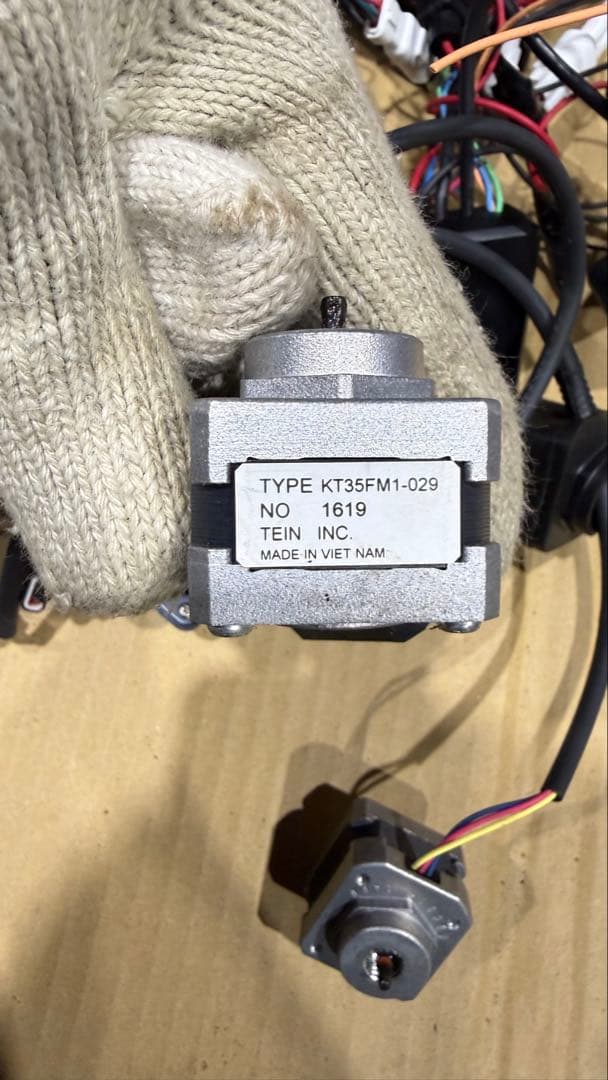 TYPE KT35FM1-029
NO 1619
TEIN INC.
MADE IN VIET NAM